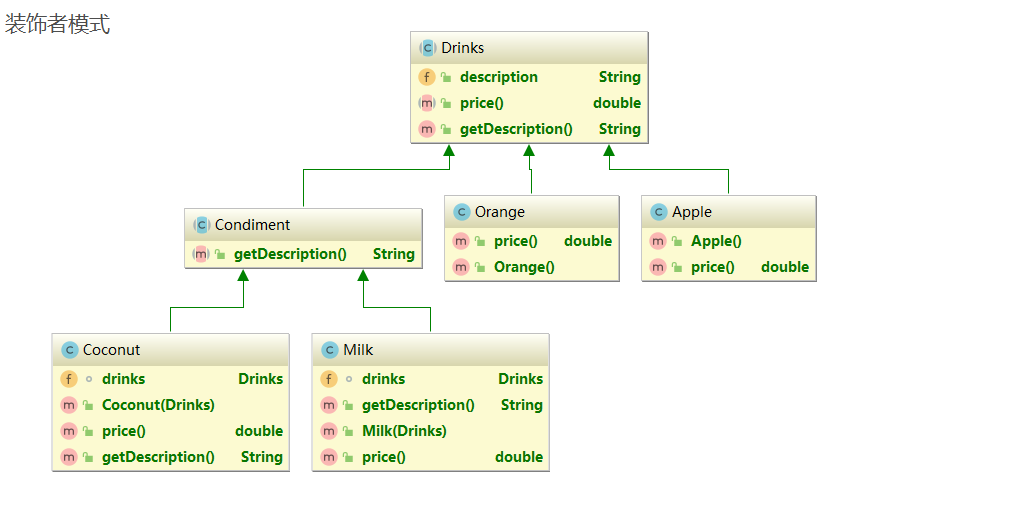 装饰者模式
Drinks
description String
price() double
getDescription() String
Condiment
getDescription() String
Orange
price() double
Orange()
Apple
Apple()
price() double
Coconut
drinks Drinks
Coconut(Drinks)
price() double
getDescription() String
Milk
drinks Drinks
getDescription() String
Milk(Drinks)
price() double